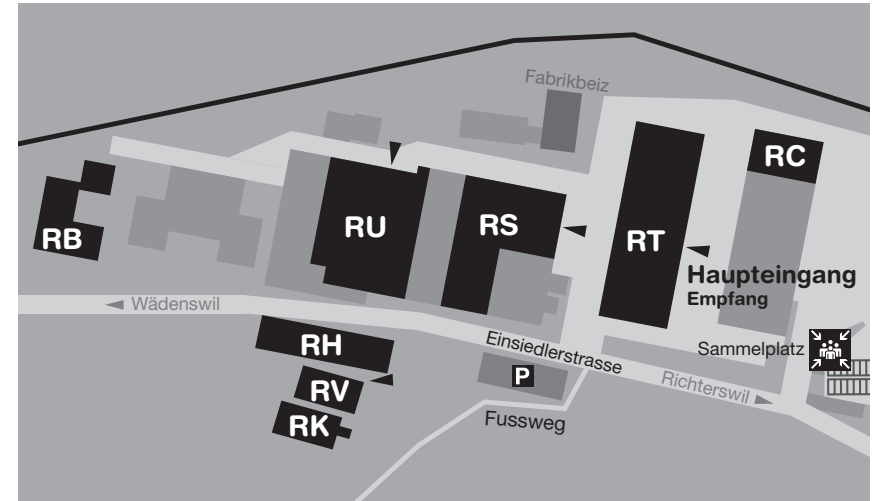 Fabrikbeiz
RC
RB
RU
RS
RT
Haupteingang
Empfang
Wädenswil
RH
Einsiedlerstrasse
Sammelplatz
RV
P
Richterswil
RK
Fussweg